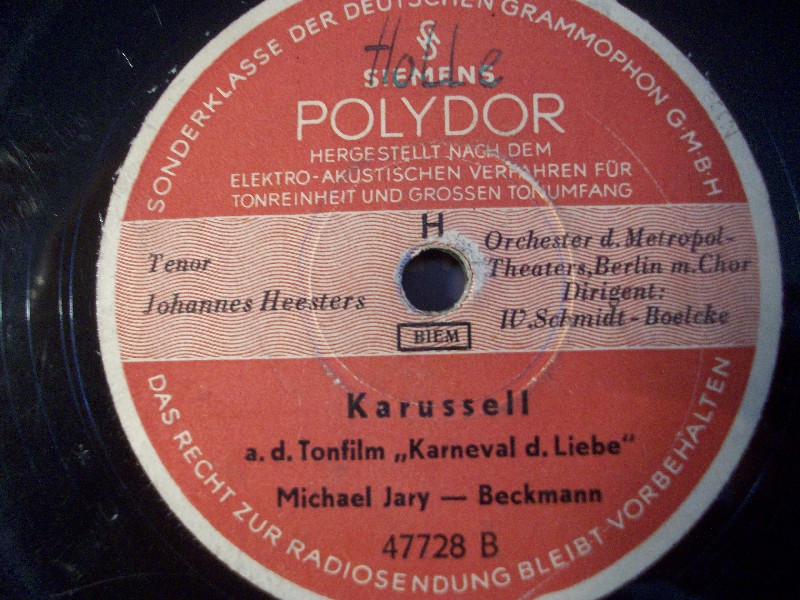 SONDERKLASSE DER DEUTSCHEN GRAMMOPHON G·M·B·H
Holle
SIEMENS
POLYDOR
HERGESTELLT NACH DEM
ELEKTRO-AKUSTISCHEN VERFAHREN FÜR
TONREINHEIT UND GROSSEN TONUMFANG
H
Tenor
Johannes Heesters
Orchester d. Metropol-
Theaters, Berlin m. Chor
Dirigent:
W. Schmidt-Boelcke
BIEM
Karussell
a. d. Tonfilm „Karneval d. Liebe“
Michael Jary — Beckmann
47728 B
DAS RECHT ZUR RADIOSENDUNG BLEIBT VORBEHALTEN